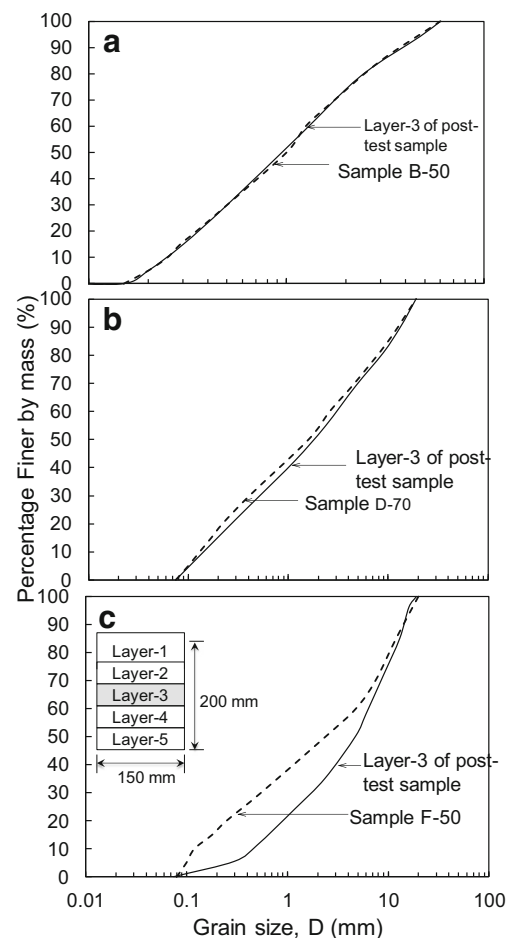 Percentage Finer by mass (%)
a
100
90
80
70
60
50
40
30
20
10
0
Layer-3 of post-
test sample
Sample B-50
b
100
90
80
70
60
50
40
30
20
10
0
Layer-3 of post-
test sample
Sample D-70
c
100
90
80
70
60
50
40
30
20
10
0
Layer-1
Layer-2
Layer-3
Layer-4
Layer-5
200 mm
150 mm
Layer-3 of post-
test sample
Sample F-50
0.01
0.1
1
10
100
Grain size, D (mm)